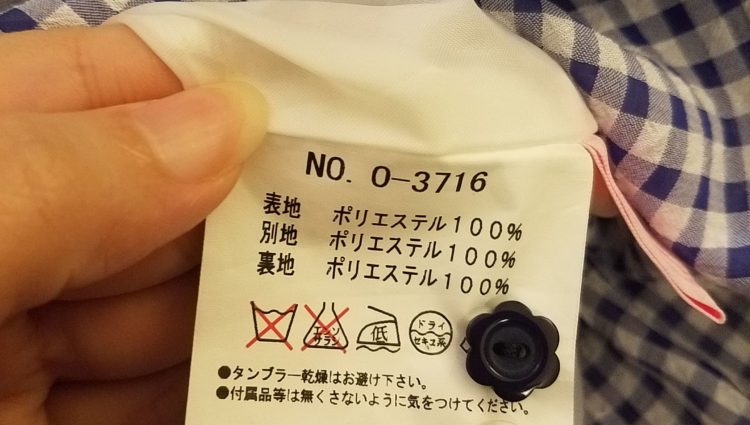 NO. O-3716
表地 ポリエステル100%
別地 ポリエステル100%
裏地 ポリエステル100%
エンソ サラシ 低 ドライ セキユ系
●タンブラー乾燥はお避け下さい。
●付属品等は無くさないように気をつけてください。